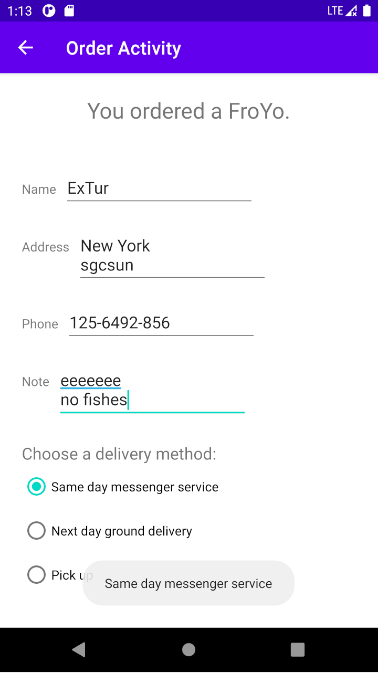 1:13
LTE
Order Activity
You ordered a FroYo.
Name ExTur
Address New York
sgcsun
Phone 125-6492-856
Note eeeeeee
no fishes
Choose a delivery method:
Same day messenger service
Next day ground delivery
Pick up
Same day messenger service